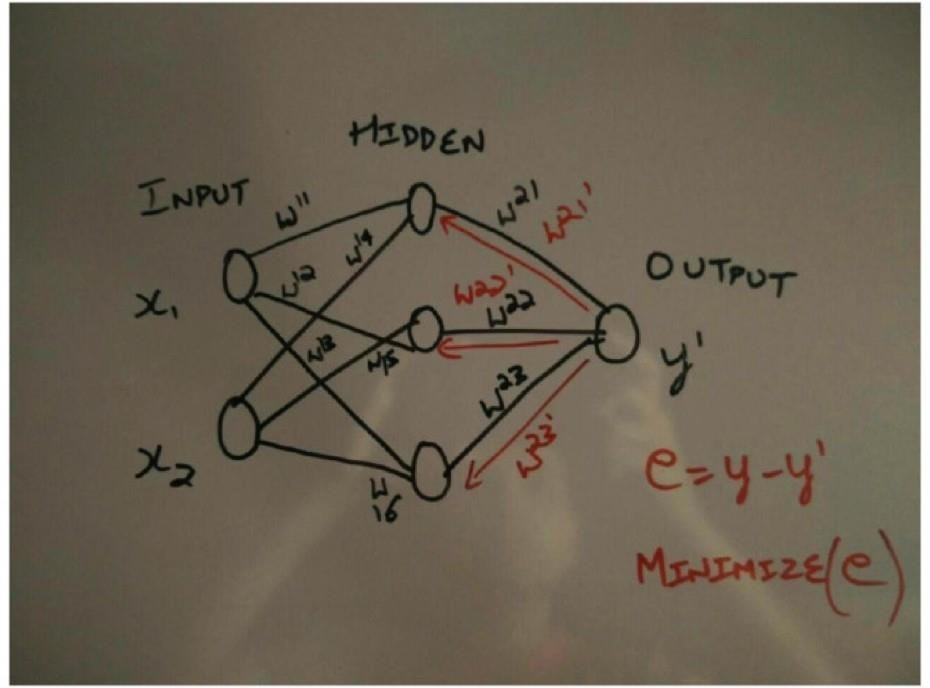 HIDDEN
INPUT
W11
W21
W21'
W14
W12
OUTPUT
x1
W22'
W22
y'
W13
W15
W23
x2
W23'
e = y - y'
W16
MINIMIZE(e)